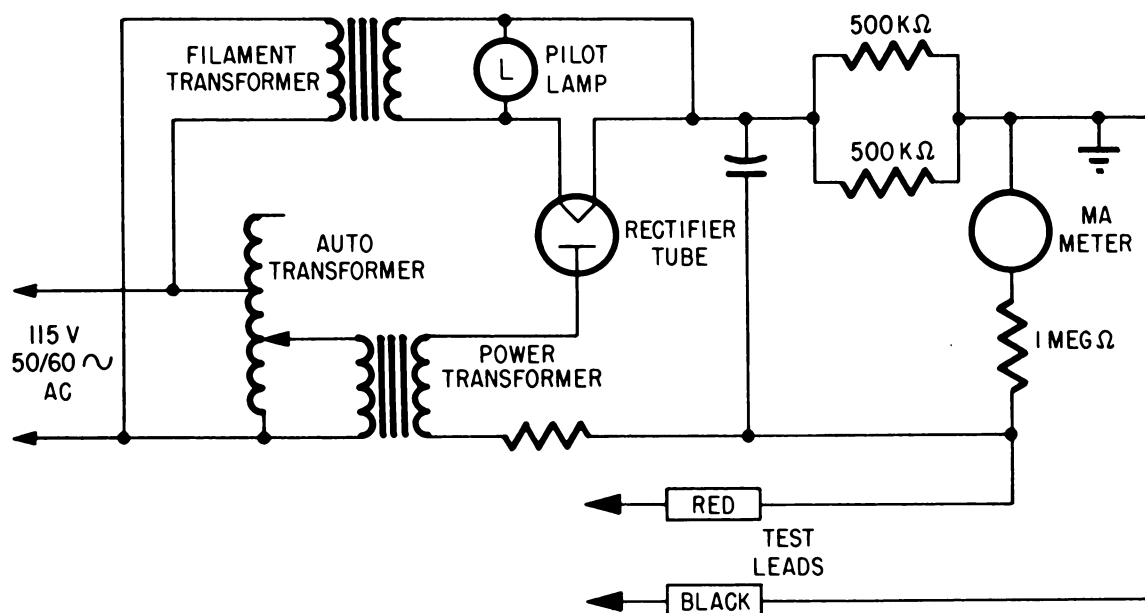 500KΩ
FILAMENT
TRANSFORMER
L
PILOT
LAMP
500KΩ
AUTO
TRANSFORMER
RECTIFIER
TUBE
MA
METER
115 V
50/60 ∿
AC
POWER
TRANSFORMER
1 MEGΩ
RED
TEST
LEADS
BLACK